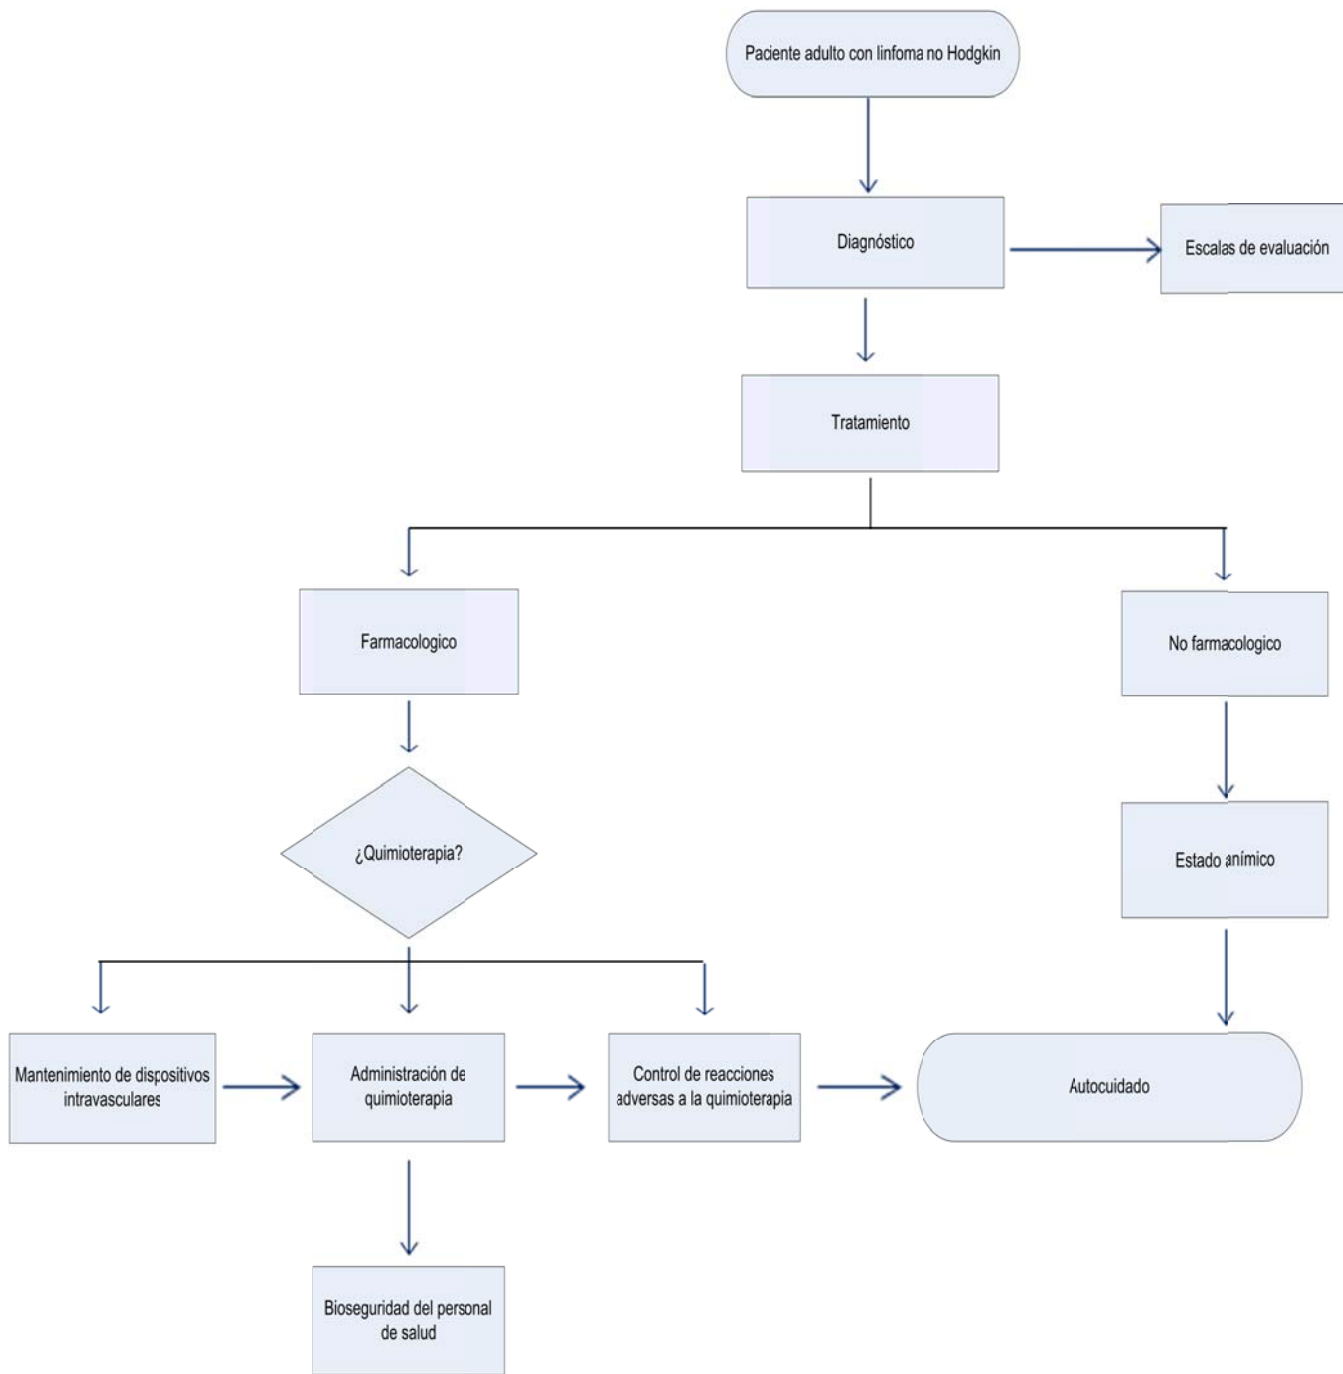 Paciente adulto con linfoma no Hodgkin
Diagnóstico
Escalas de evaluación
Tratamiento
Farmacologico
No farmacologico
¿Quimioterapia?
Estado anímico
Mantenimiento de dispositivos
intravasculares
Administración de
quimioterapia
Control de reacciones
adversas a la quimioterapia
Autocuidado
Bioseguridad del personal
de salud